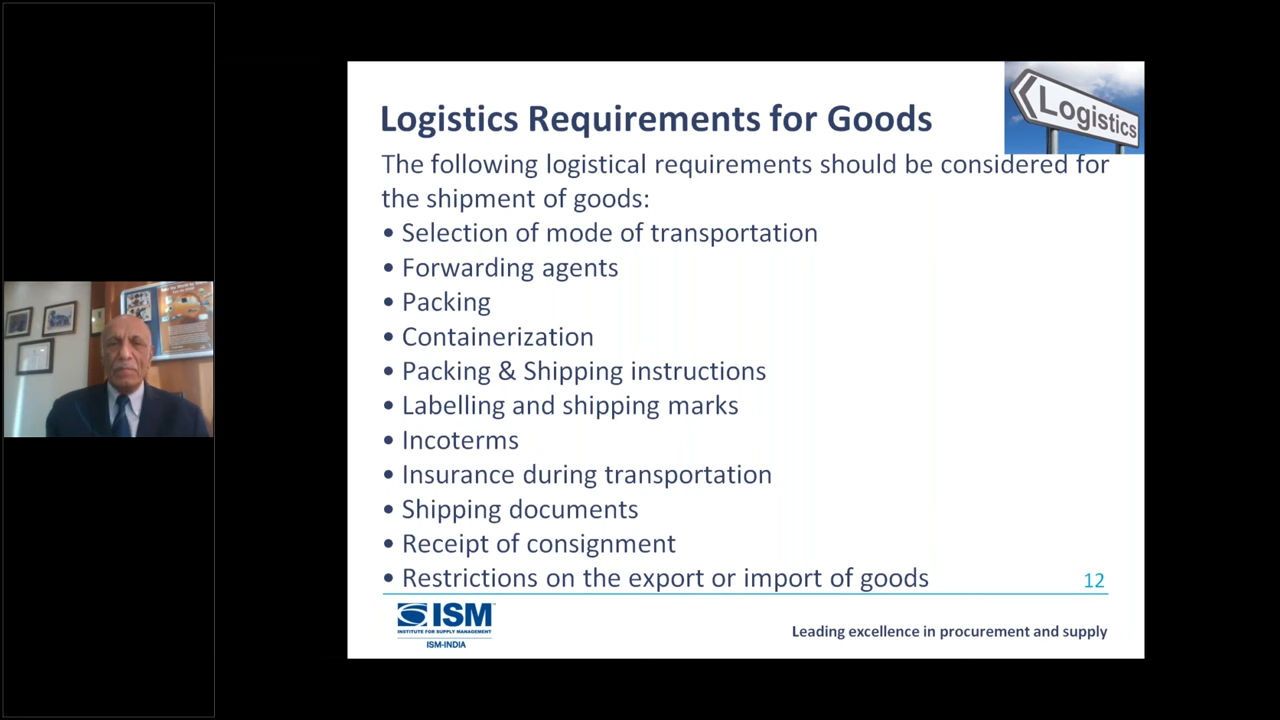 Logistics
Logistics Requirements for Goods
The following logistical requirements should be considered for
the shipment of goods:
• Selection of mode of transportation
• Forwarding agents
• Packing
• Containerization
• Packing & Shipping instructions
• Labelling and shipping marks
• Incoterms
• Insurance during transportation
• Shipping documents
• Receipt of consignment
• Restrictions on the export or import of goods
12
ISM
INSTITUTE FOR SUPPLY MANAGEMENT
ISM-INDIA
Leading excellence in procurement and supply